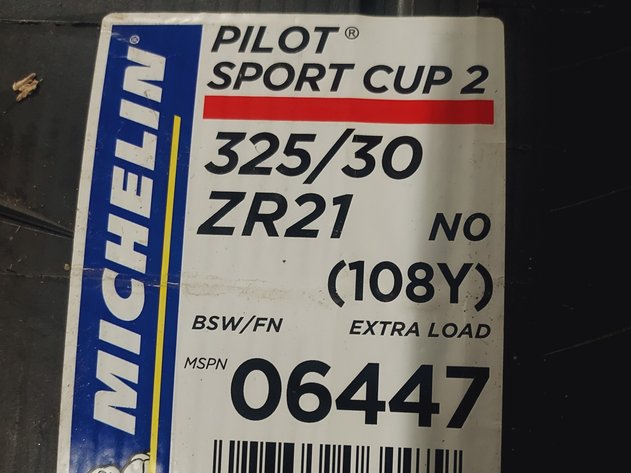 MICHELIN®
PILOT®
SPORT CUP 2
325/30
ZR21 NO
(108Y)
BSW/FN EXTRA LOAD
MSPN 06447